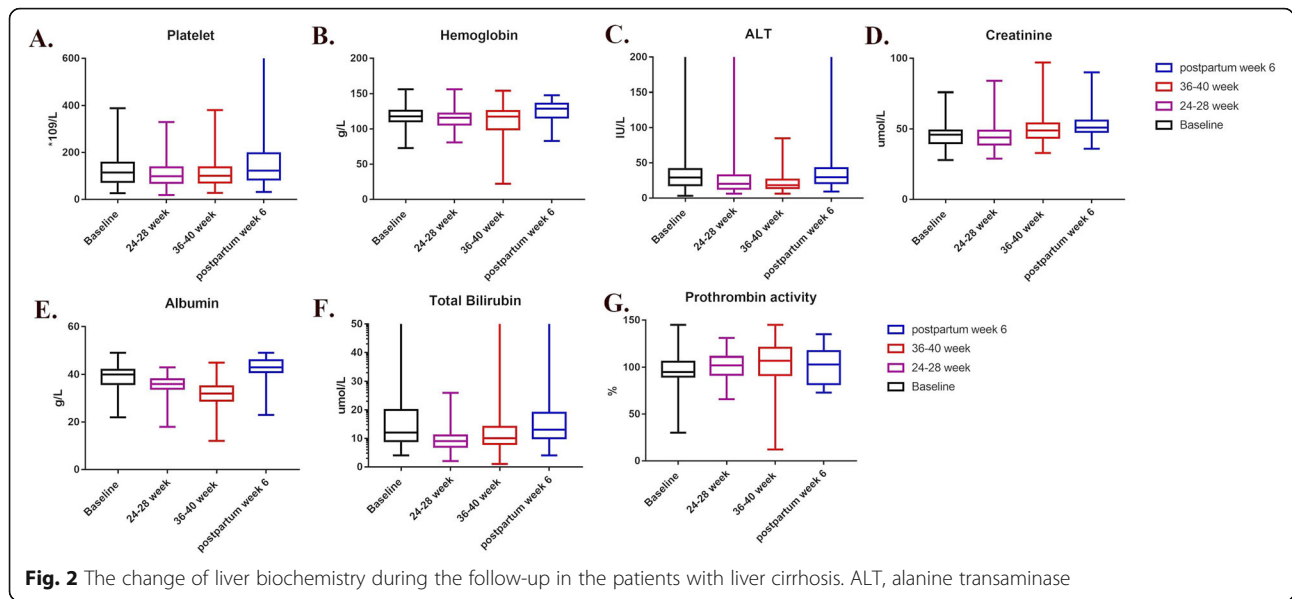 A. Platelet
600
400
200
0
*109/L
Baseline
24-28 week
36-40 week
postpartum week 6
B. Hemoglobin
200
150
100
50
0
g/L
Baseline
24-28 week
36-40 week
postpartum week 6
C. ALT
200
150
100
50
0
IU/L
Baseline
24-28 week
36-40 week
postpartum week 6
D. Creatinine
100
50
0
umol/L
Baseline
24-28 week
36-40 week
postpartum week 6
postpartum week 6
36-40 week
24-28 week
Baseline
E. Albumin
60
40
20
0
g/L
Baseline
24-28 week
36-40 week
postpartum week 6
F. Total Bilirubin
50
40
30
20
10
0
umol/L
Baseline
24-28 week
36-40 week
postpartum week 6
G. Prothrombin activity
150
100
50
0
%
Baseline
24-28 week
36-40 week
postpartum week 6
postpartum week 6
36-40 week
24-28 week
Baseline
Fig. 2 The change of liver biochemistry during the follow-up in the patients with liver cirrhosis. ALT, alanine transaminase